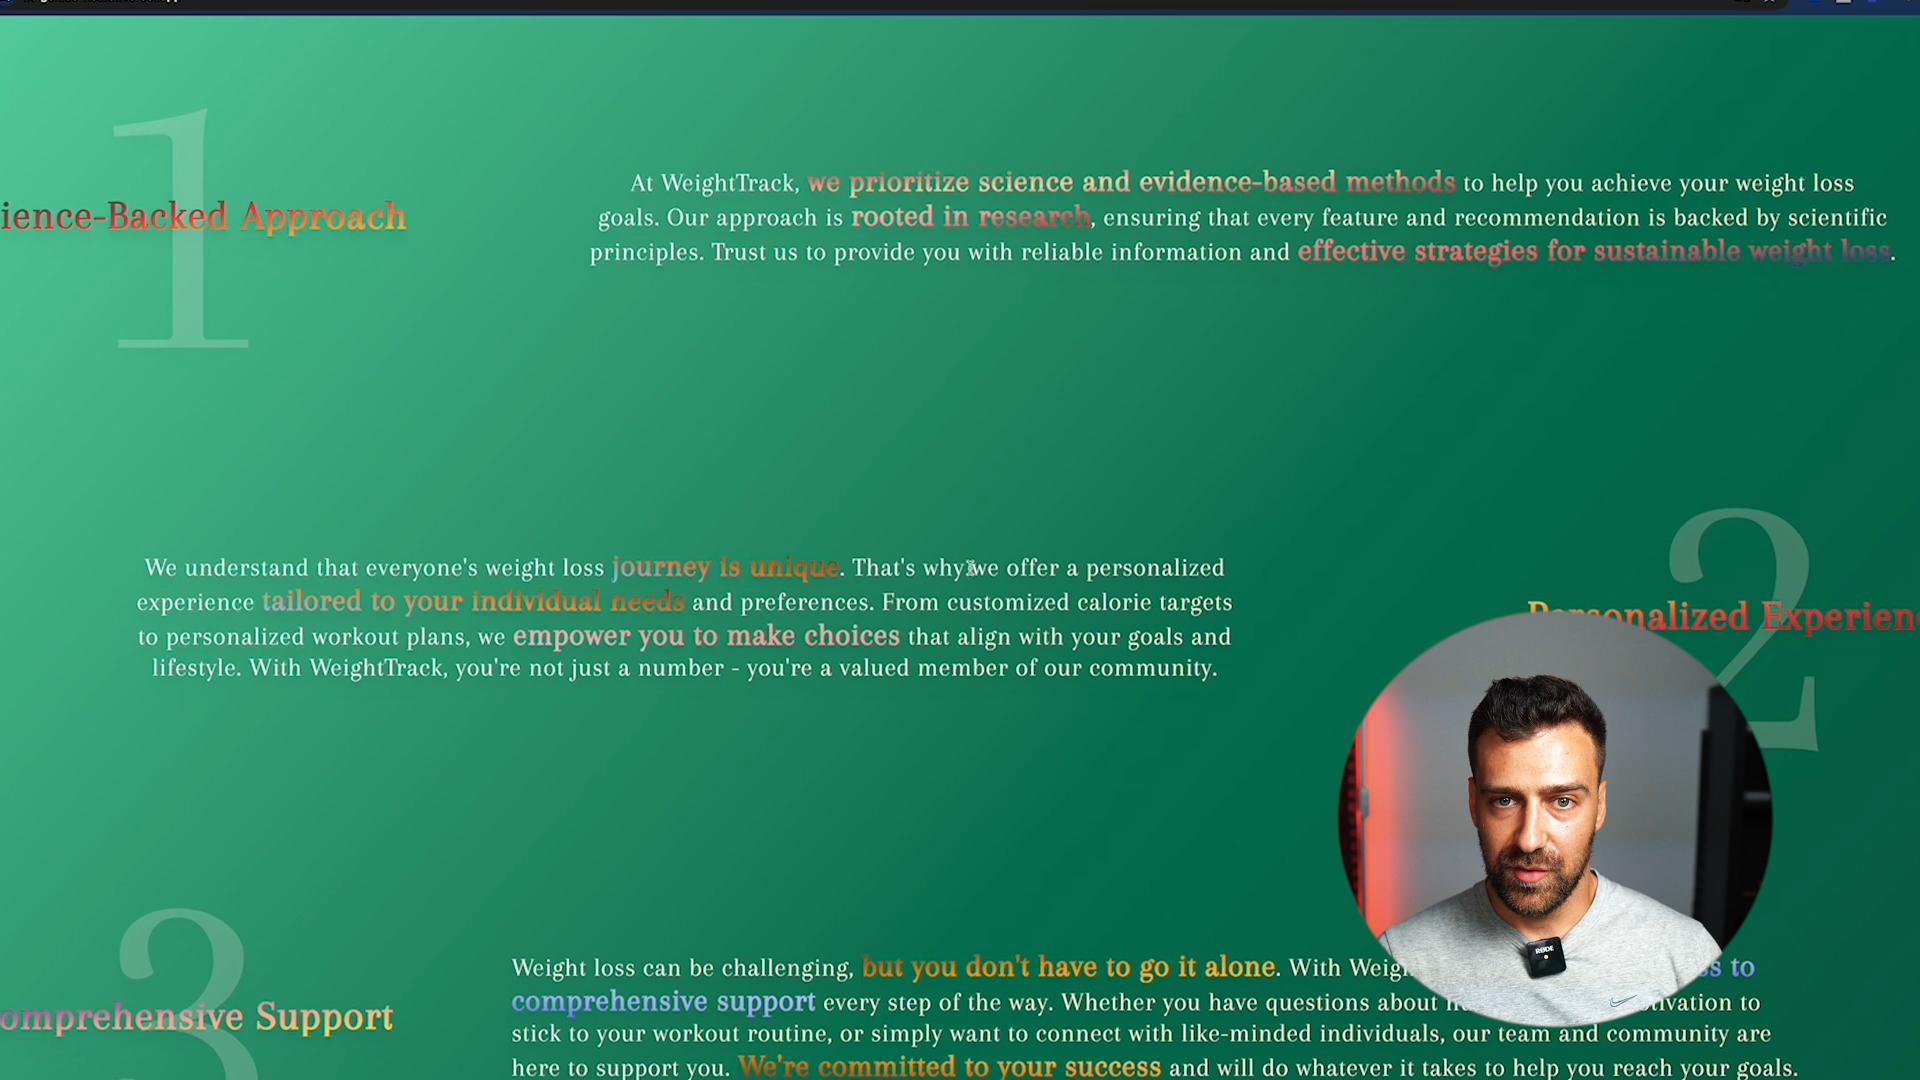 1
ience-Backed Approach
At WeightTrack, we prioritize science and evidence-based methods to help you achieve your weight loss
goals. Our approach is rooted in research, ensuring that every feature and recommendation is backed by scientific
principles. Trust us to provide you with reliable information and effective strategies for sustainable weight loss.
We understand that everyone's weight loss journey is unique. That's why we offer a personalized
experience tailored to your individual needs and preferences. From customized calorie targets
to personalized workout plans, we empower you to make choices that align with your goals and
lifestyle. With WeightTrack, you're not just a number - you're a valued member of our community.
2
Personalized Experienc
3
omprehensive Support
Weight loss can be challenging, but you don't have to go it alone. With Weigh ss to
comprehensive support every step of the way. Whether you have questions about tivation to
stick to your workout routine, or simply want to connect with like-minded individuals, our team and community are
here to support you. We're committed to your success and will do whatever it takes to help you reach your goals.
RØDE